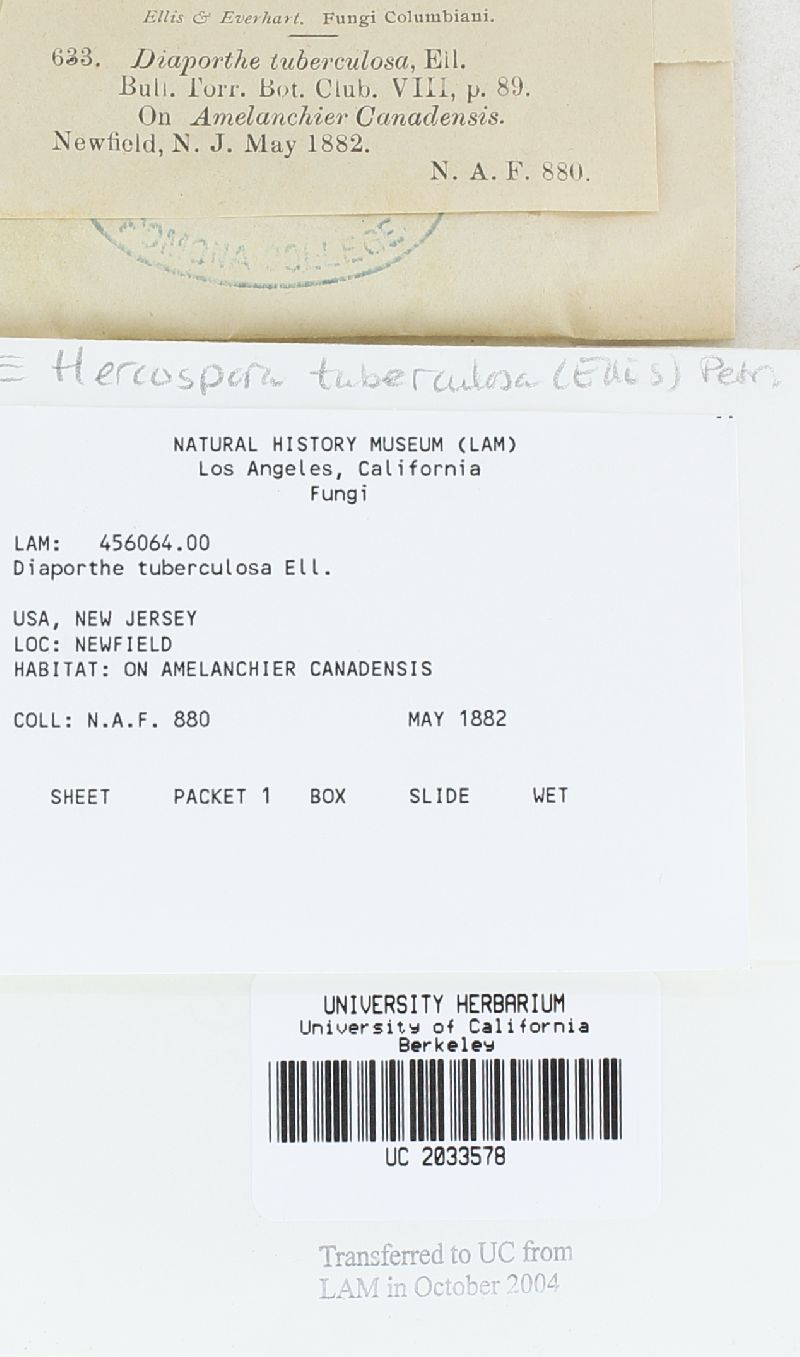 Ellis & Everhart. Fungi Columbiani.
633. Diaporthe tuberculosa, Ell.
Bull. Torr. Bot. Club. VIII, p. 89.
On Amelanchier Canadensis.
Newfield, N. J. May 1882.
N. A. F. 880.
POMONA COLLEGE
= Hercospora tuberculosa (Ellis) Petr.
NATURAL HISTORY MUSEUM (LAM)
Los Angeles, California
Fungi
LAM: 456064.00
Diaporthe tuberculosa Ell.
USA, NEW JERSEY
LOC: NEWFIELD
HABITAT: ON AMELANCHIER CANADENSIS
COLL: N.A.F. 880 MAY 1882
SHEET PACKET 1 BOX SLIDE WET
UNIVERSITY HERBARIUM
University of California
Berkeley
UC 2033578
Transferred to UC from
LAM in October 2004